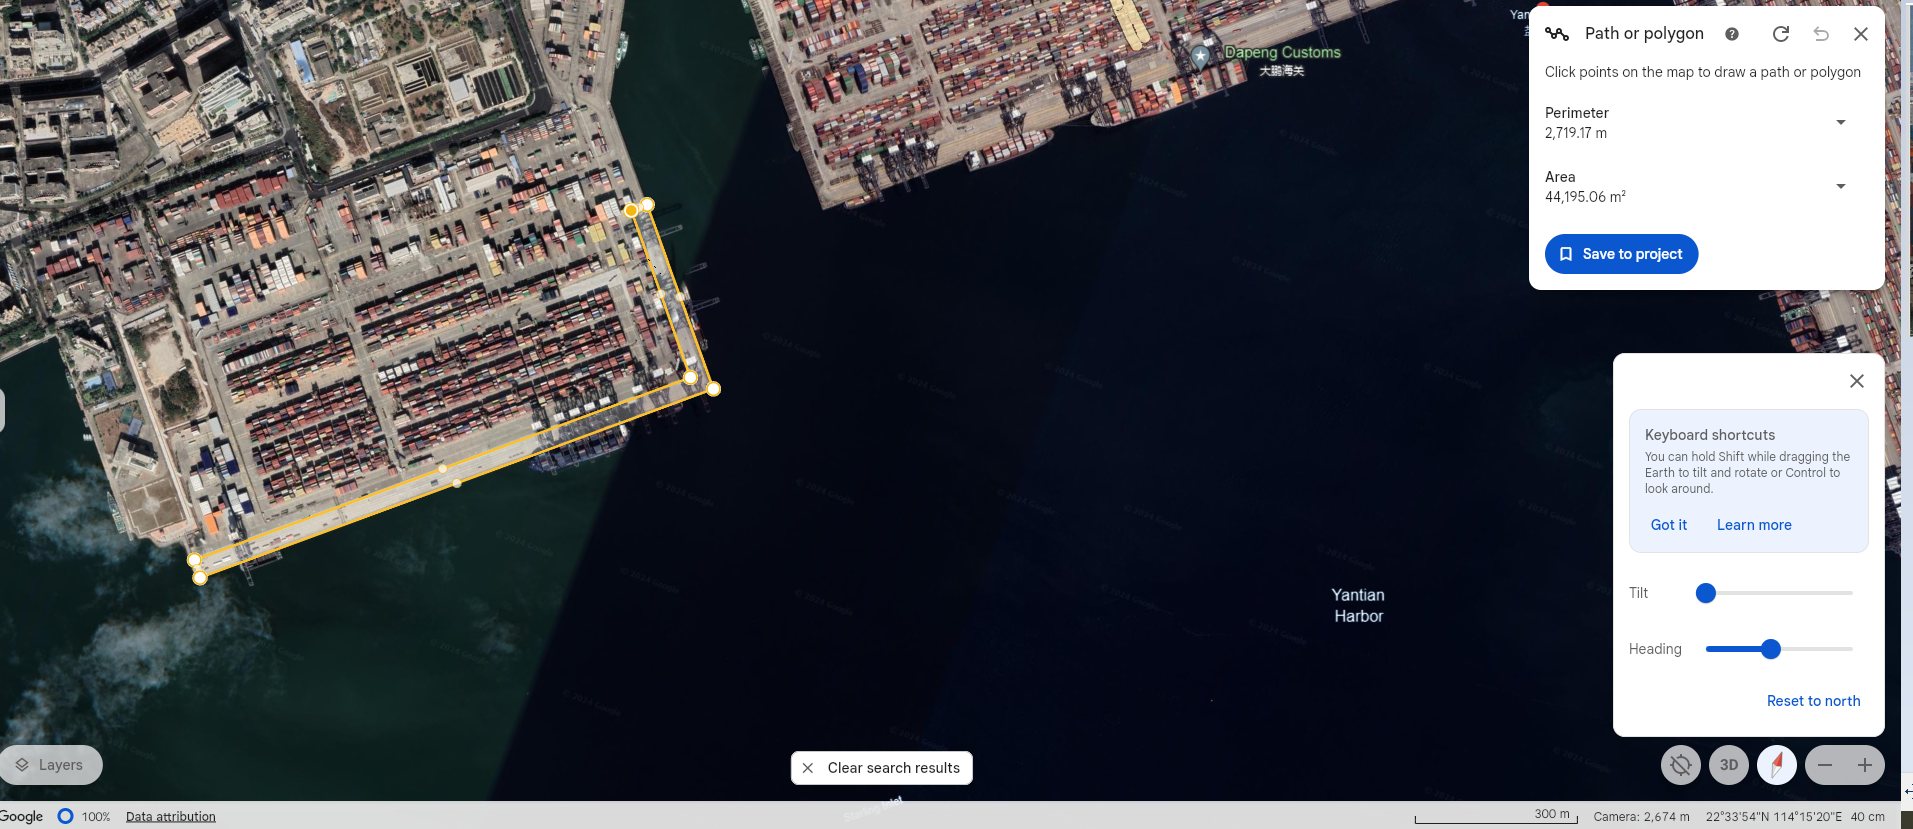 Yan
Path or polygon
Click points on the map to draw a path or polygon
Perimeter
2,719.17 m
Area
44,195.06 m²
Save to project
Dapeng Customs
大鹏海关
Keyboard shortcuts
You can hold Shift while dragging the
Earth to tilt and rotate or Control to
look around.
Got it
Learn more
Tilt
Heading
Reset to north
Yantian
Harbor
Layers
Clear search results
3D
Google
100%
Data attribution
300 m
Camera: 2,674 m
22°33'54"N 114°15'20"E
40 cm